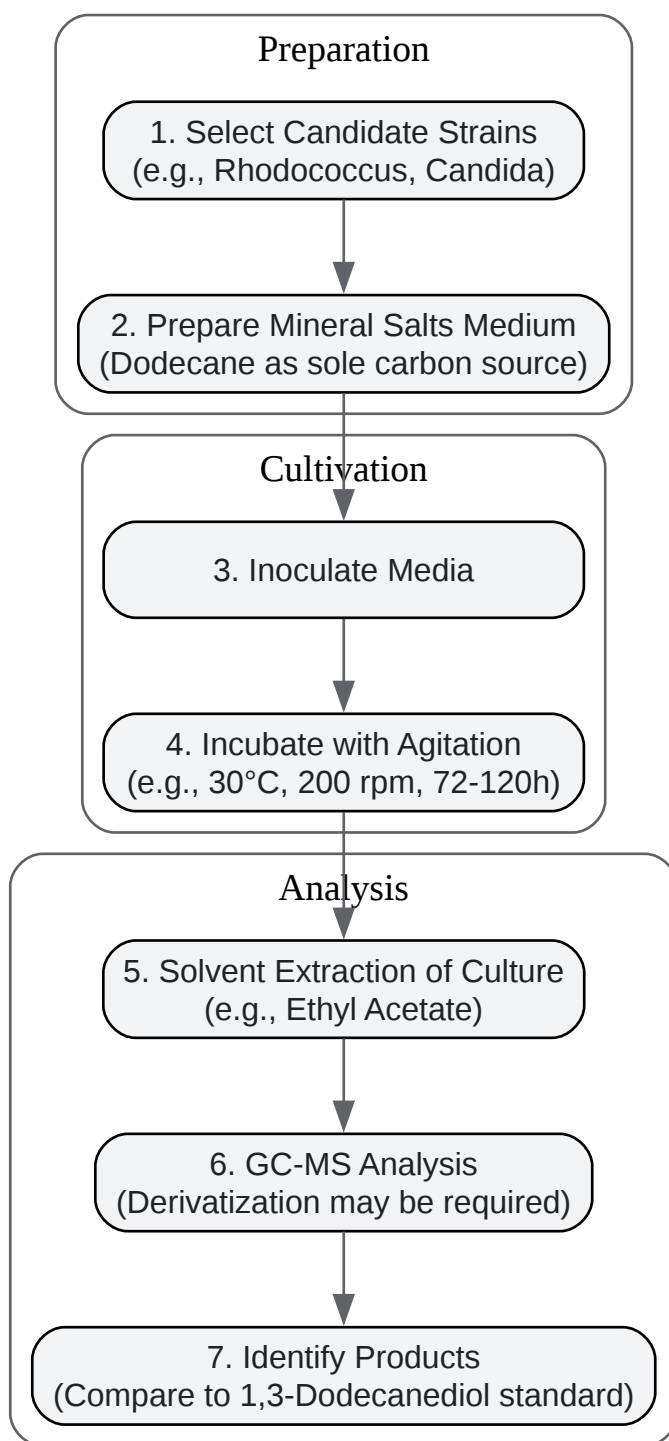 Preparation
1. Select Candidate Strains
(e.g., Rhodococcus, Candida)
2. Prepare Mineral Salts Medium
(Dodecane as sole carbon source)
Cultivation
3. Inoculate Media
4. Incubate with Agitation
(e.g., 30°C, 200 rpm, 72-120h)
Analysis
5. Solvent Extraction of Culture
(e.g., Ethyl Acetate)
6. GC-MS Analysis
(Derivatization may be required)
7. Identify Products
(Compare to 1,3-Dodecanediol standard)